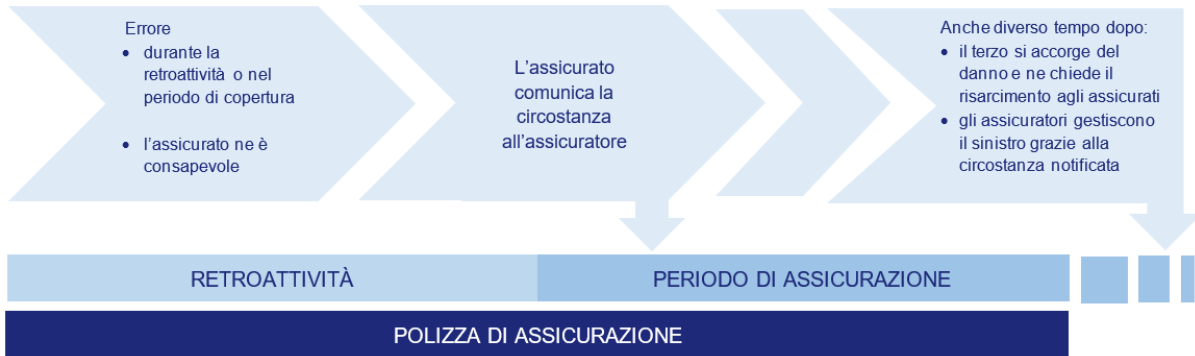 Errore
• durante la
retroattività o nel
periodo di copertura
• l'assicurato ne è
consapevole
L'assicurato
comunica la
circostanza
all'assicuratore
Anche diverso tempo dopo:
• il terzo si accorge del
danno e ne chiede il
risarcimento agli assicurati
• gli assicuratori gestiscono
il sinistro grazie alla
circostanza notificata
RETROATTIVITÀ
PERIODO DI ASSICURAZIONE
POLIZZA DI ASSICURAZIONE